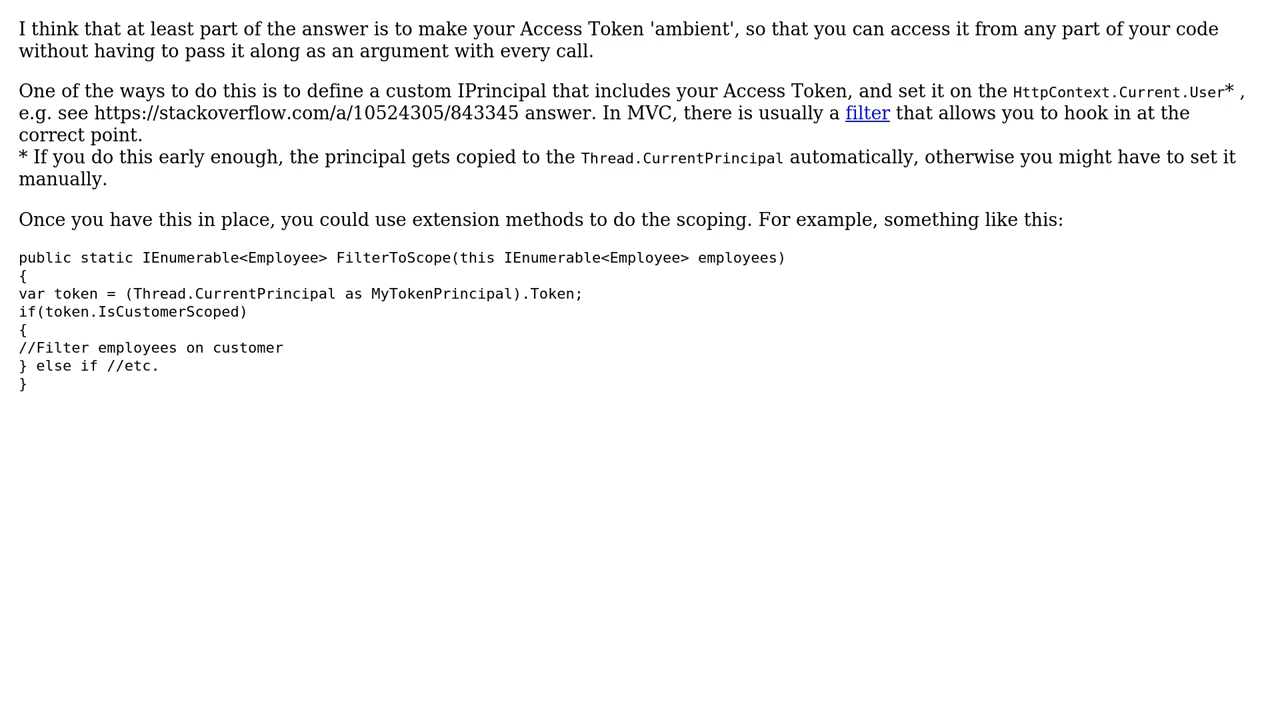 I think that at least part of the answer is to make your Access Token 'ambient', so that you can access it from any part of your code
without having to pass it along as an argument with every call.
One of the ways to do this is to define a custom IPrincipal that includes your Access Token, and set it on the HttpContext.Current.User* ,
e.g. see https://stackoverflow.com/a/10524305/843345 answer. In MVC, there is usually a filter that allows you to hook in at the
correct point.
* If you do this early enough, the principal gets copied to the Thread.CurrentPrincipal automatically, otherwise you might have to set it
manually.
Once you have this in place, you could use extension methods to do the scoping. For example, something like this:
public static IEnumerable<Employee> FilterToScope(this IEnumerable<Employee> employees)
{
var token = (Thread.CurrentPrincipal as MyTokenPrincipal).Token;
if(token.IsCustomerScoped)
{
//Filter employees on customer
} else if //etc.
}